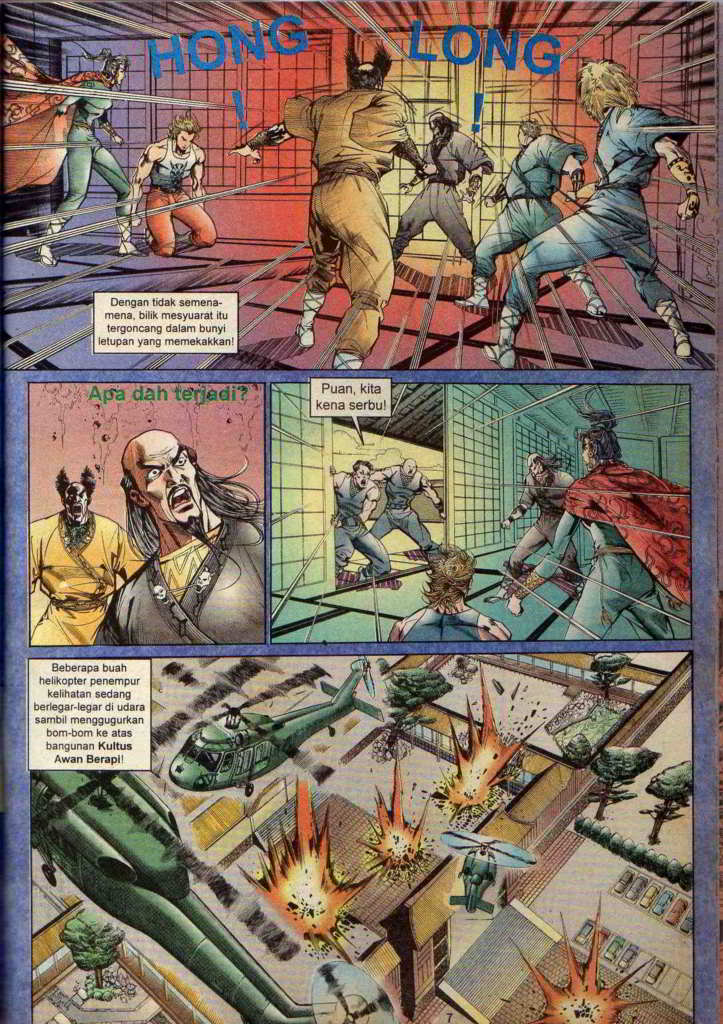 HONG LONG
! !
Dengan tidak semena-
mena, bilik mesyuarat itu
tergoncang dalam bunyi
letupan yang memekakkan!
Apa dah terjadi?
Puan, kita
kena serbu!
Beberapa buah
helikopter penempur
kelihatan sedang
berlegar-legar di udara
sambil menggugurkan
bom-bom ke atas
bangunan Kultus
Awan Berapi!
7